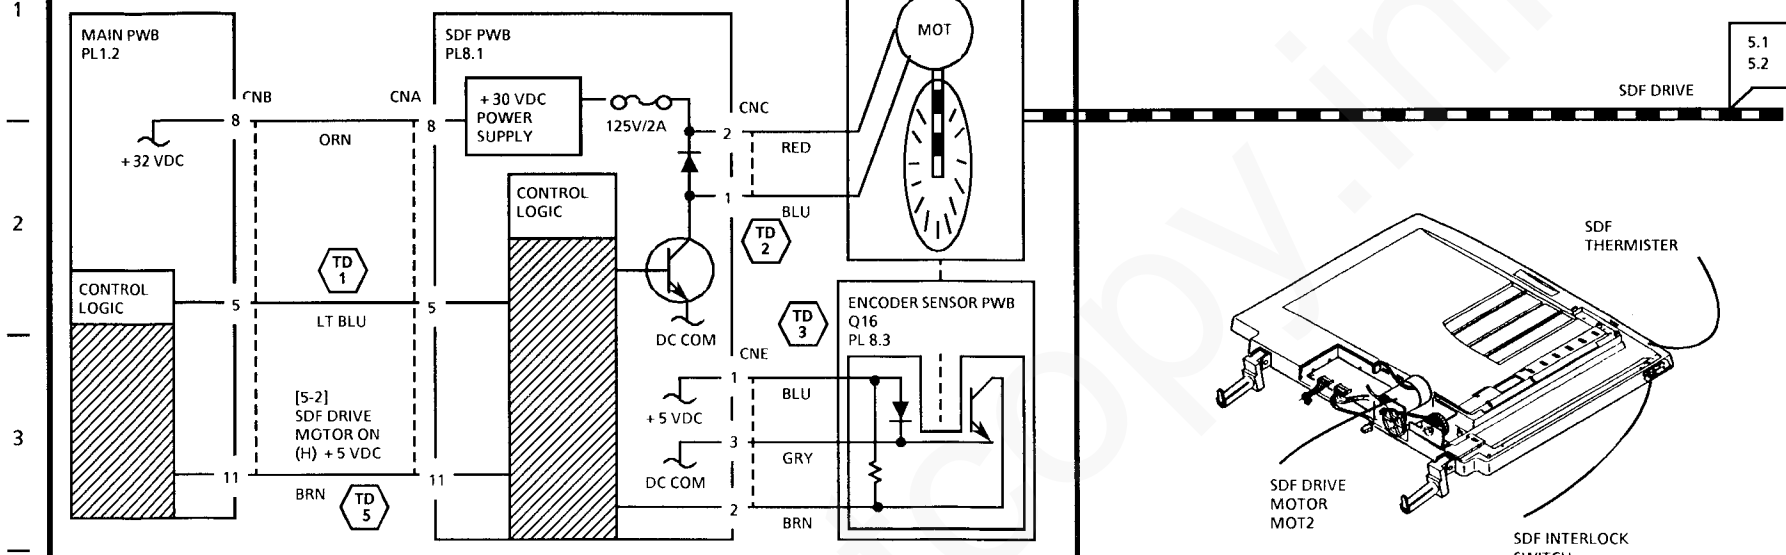 1
2
3
MAIN PWB
PL1.2
CNB
8
+ 32 VDC
ORN
CONTROL
LOGIC
5
LT BLU
TD
1
[5-2]
SDF DRIVE
MOTOR ON
(H) + 5 VDC
11
BRN
TD
5
SDF PWB
PL8.1
CNA
8
+ 30 VDC
POWER
SUPPLY
125V/2A
CONTROL
LOGIC
5
11
DC COM
CNC
2
RED
1
BLU
TD
2
MOT
TD
3
CNE
1
BLU
+ 5 VDC
3
GRY
DC COM
2
BRN
ENCODER SENSOR PWB
Q16
PL 8.3
SDF DRIVE
5.1
5.2
SDF
THERMISTER
SDF DRIVE
MOTOR
MOT2
SDF INTERLOCK
SWITCH